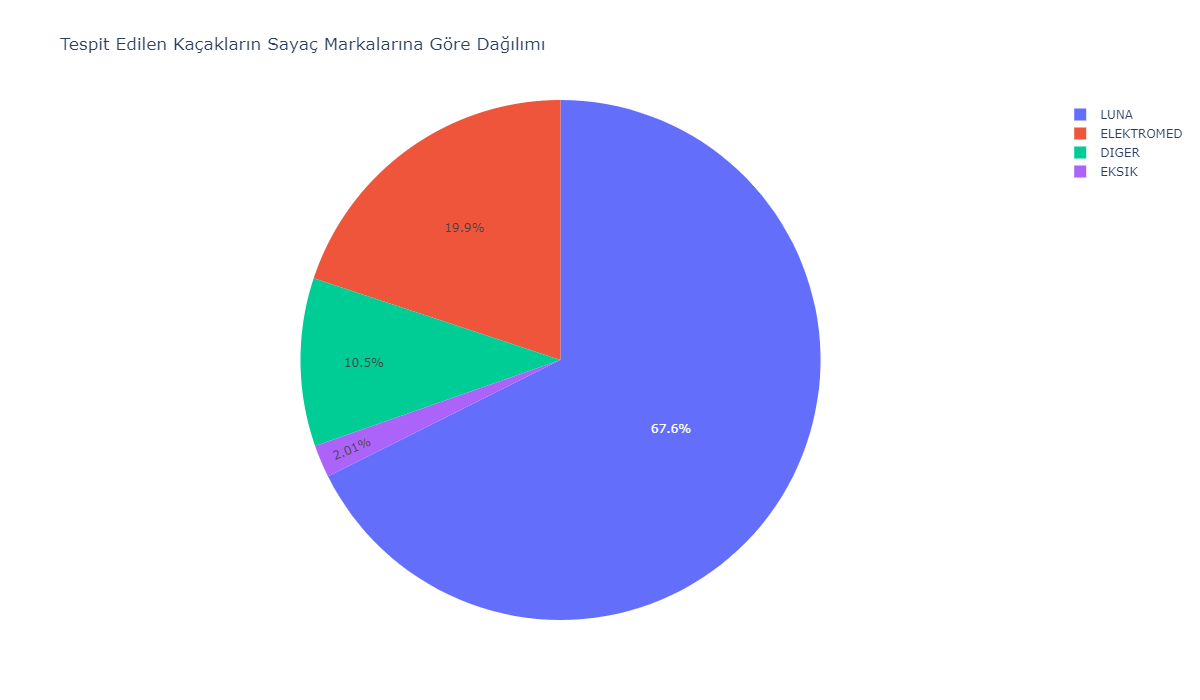 Tespit Edilen Kaçakların Sayaç Markalarına Göre Dağılımı
LUNA
ELEKTROMED
DIGER
EKSIK
19.9%
10.5%
2.01%
67.6%